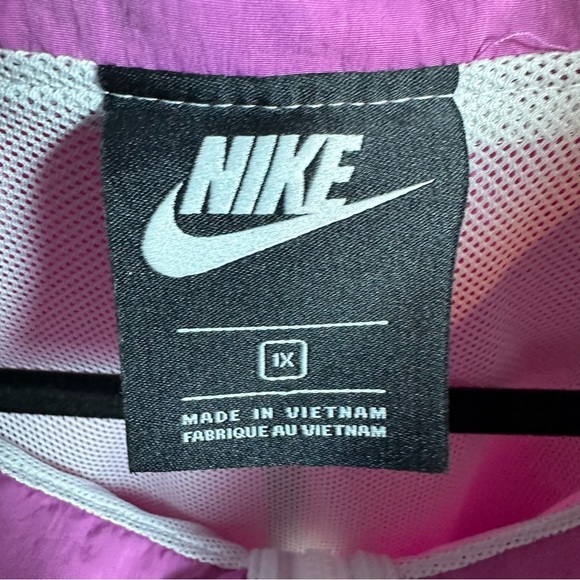 NIKE
1X
MADE IN VIETNAM
FABRIQUE AU VIETNAM